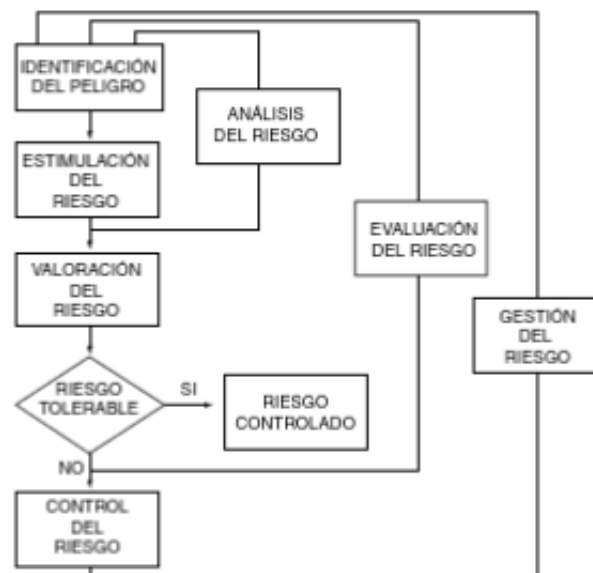 IDENTIFICACIÓN
DEL PELIGRO
ANÁLISIS
DEL RIESGO
ESTIMULACIÓN
DEL
RIESGO
EVALUACIÓN
DEL RIESGO
VALORACIÓN
DEL
RIESGO
GESTIÓN
DEL
RIESGO
RIESGO
TOLERABLE
SI
RIESGO
CONTROLADO
NO
CONTROL
DEL
RIESGO